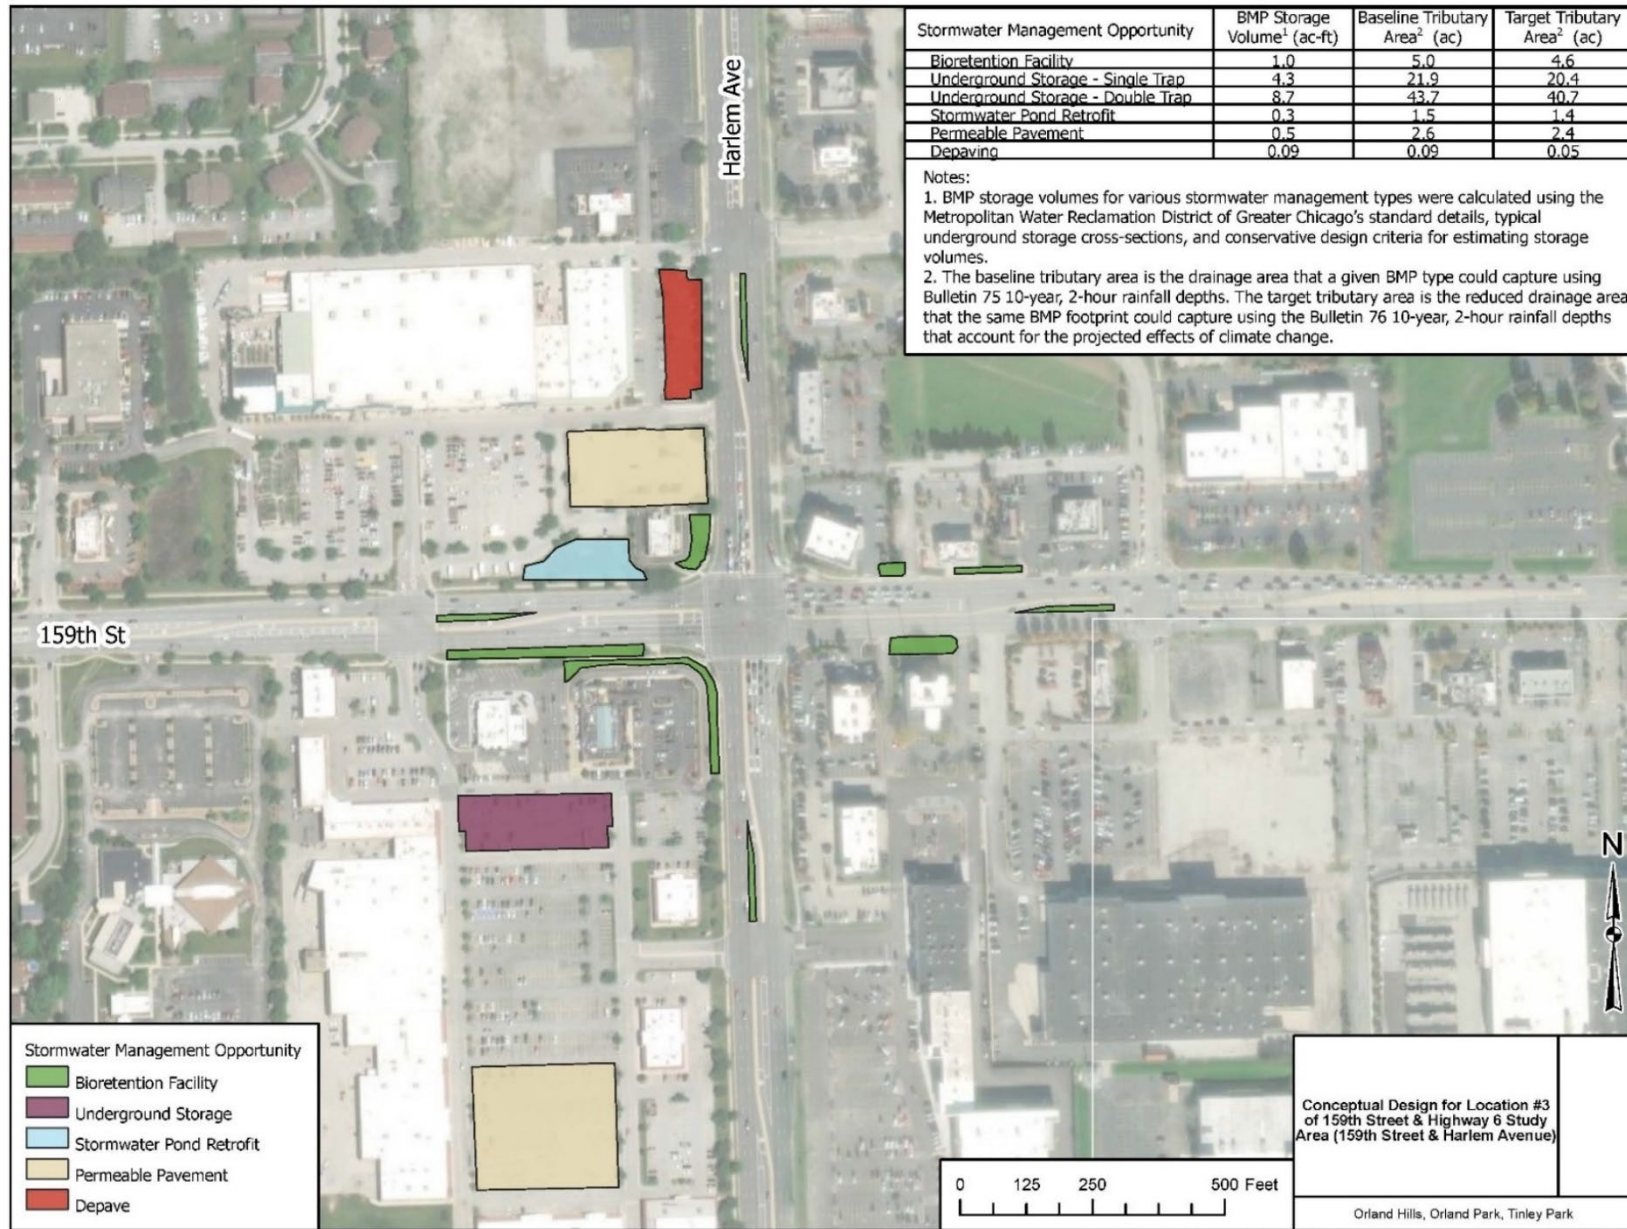 Stormwater Management Opportunity BMP Storage Volume¹ (ac-ft) Baseline Tributary Area² (ac) Target Tributary Area² (ac)
Bioretention Facility 1.0 5.0 4.6
Underground Storage - Single Trap 4.3 21.9 20.4
Underground Storage - Double Trap 8.7 43.7 40.7
Stormwater Pond Retrofit 0.3 1.5 1.4
Permeable Pavement 0.5 2.6 2.4
Depaving 0.09 0.09 0.05
Notes:
1. BMP storage volumes for various stormwater management types were calculated using the
Metropolitan Water Reclamation District of Greater Chicago's standard details, typical
underground storage cross-sections, and conservative design criteria for estimating storage
volumes.
2. The baseline tributary area is the drainage area that a given BMP type could capture using
Bulletin 75 10-year, 2-hour rainfall depths. The target tributary area is the reduced drainage area
that the same BMP footprint could capture using the Bulletin 76 10-year, 2-hour rainfall depths
that account for the projected effects of climate change.
Harlem Ave
159th St
N
Stormwater Management Opportunity
Bioretention Facility
Underground Storage
Stormwater Pond Retrofit
Permeable Pavement
Depave
0 125 250 500 Feet
Conceptual Design for Location #3
of 159th Street & Highway 6 Study
Area (159th Street & Harlem Avenue)
Orland Hills, Orland Park, Tinley Park